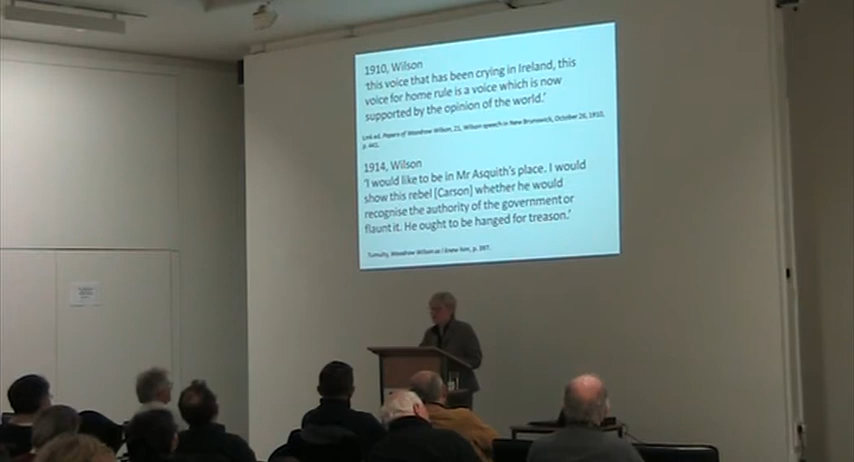 1910, Wilson
'this voice that has been crying in Ireland, this
voice for home rule is a voice which is now
supported by the opinion of the world.'
Link ed. Papers of Woodrow Wilson, 21, Wilson speech in New Brunswick, October 26, 1910,
p. 441.
1914, Wilson
'I would like to be in Mr Asquith's place. I would
show this rebel [Carson] whether he would
recognise the authority of the government or
flaunt it. He ought to be hanged for treason.'
Tumulty, Woodrow Wilson as I knew him, p. 397.